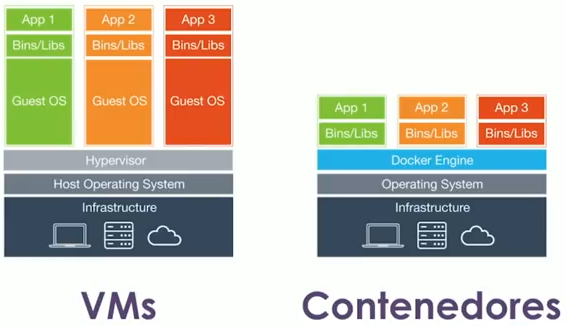 App 1
App 2
App 3
Bins/Libs
Bins/Libs
Bins/Libs
Guest OS
Guest OS
Guest OS
Hypervisor
Host Operating System
Infrastructure
VMs
App 1
App 2
App 3
Bins/Libs
Bins/Libs
Bins/Libs
Docker Engine
Operating System
Infrastructure
Contenedores